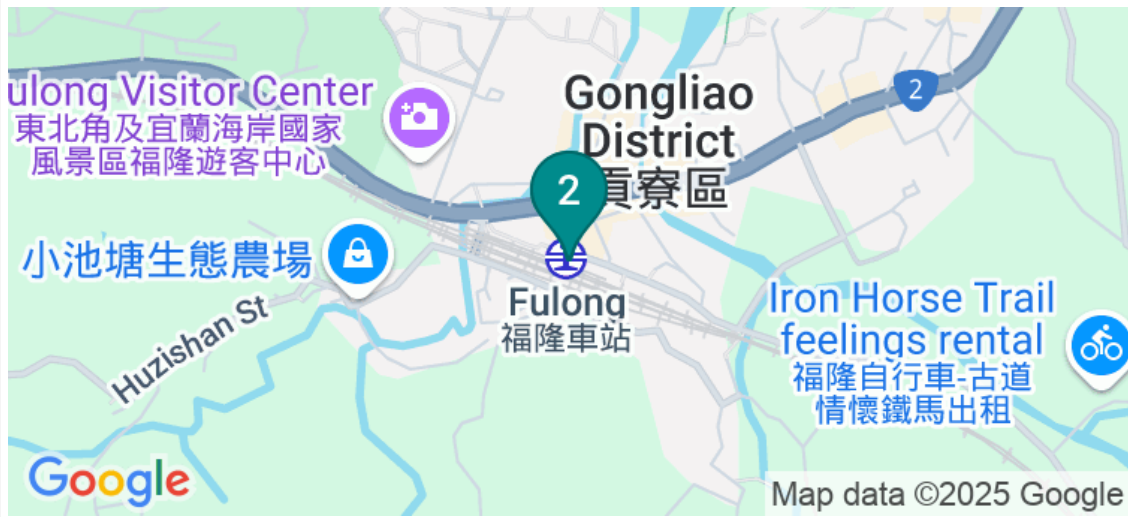 ulong Visitor Center
東北角及宜蘭海岸國家
風景區福隆遊客中心
Gongliao
District
貢寮區
2
2
小池塘生態農場
Huzishan St
Fulong
福隆車站
Iron Horse Trail
feelings rental
福隆自行車-古道
情懷鐵馬出租
Google
Map data ©2025 Google